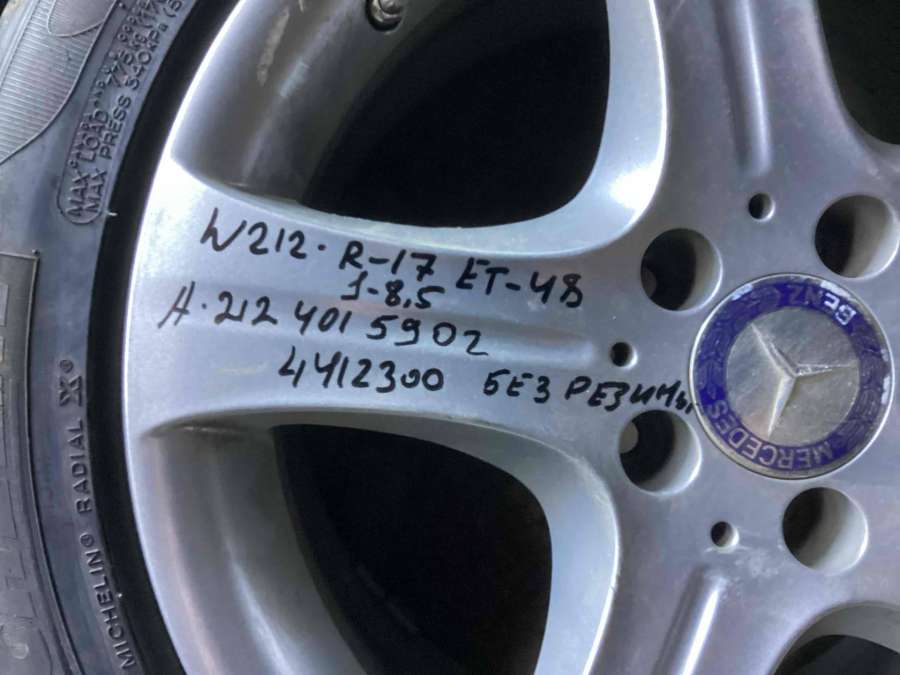 W212. R-17 ET-48
J-8,5
A.212 401 5902
4412300 БЕЗ РЕЗИНЫ
MERCEDES
BENZ
MAX LOAD
MAX PRESS 340KPa
MICHELIN® RADIAL X®